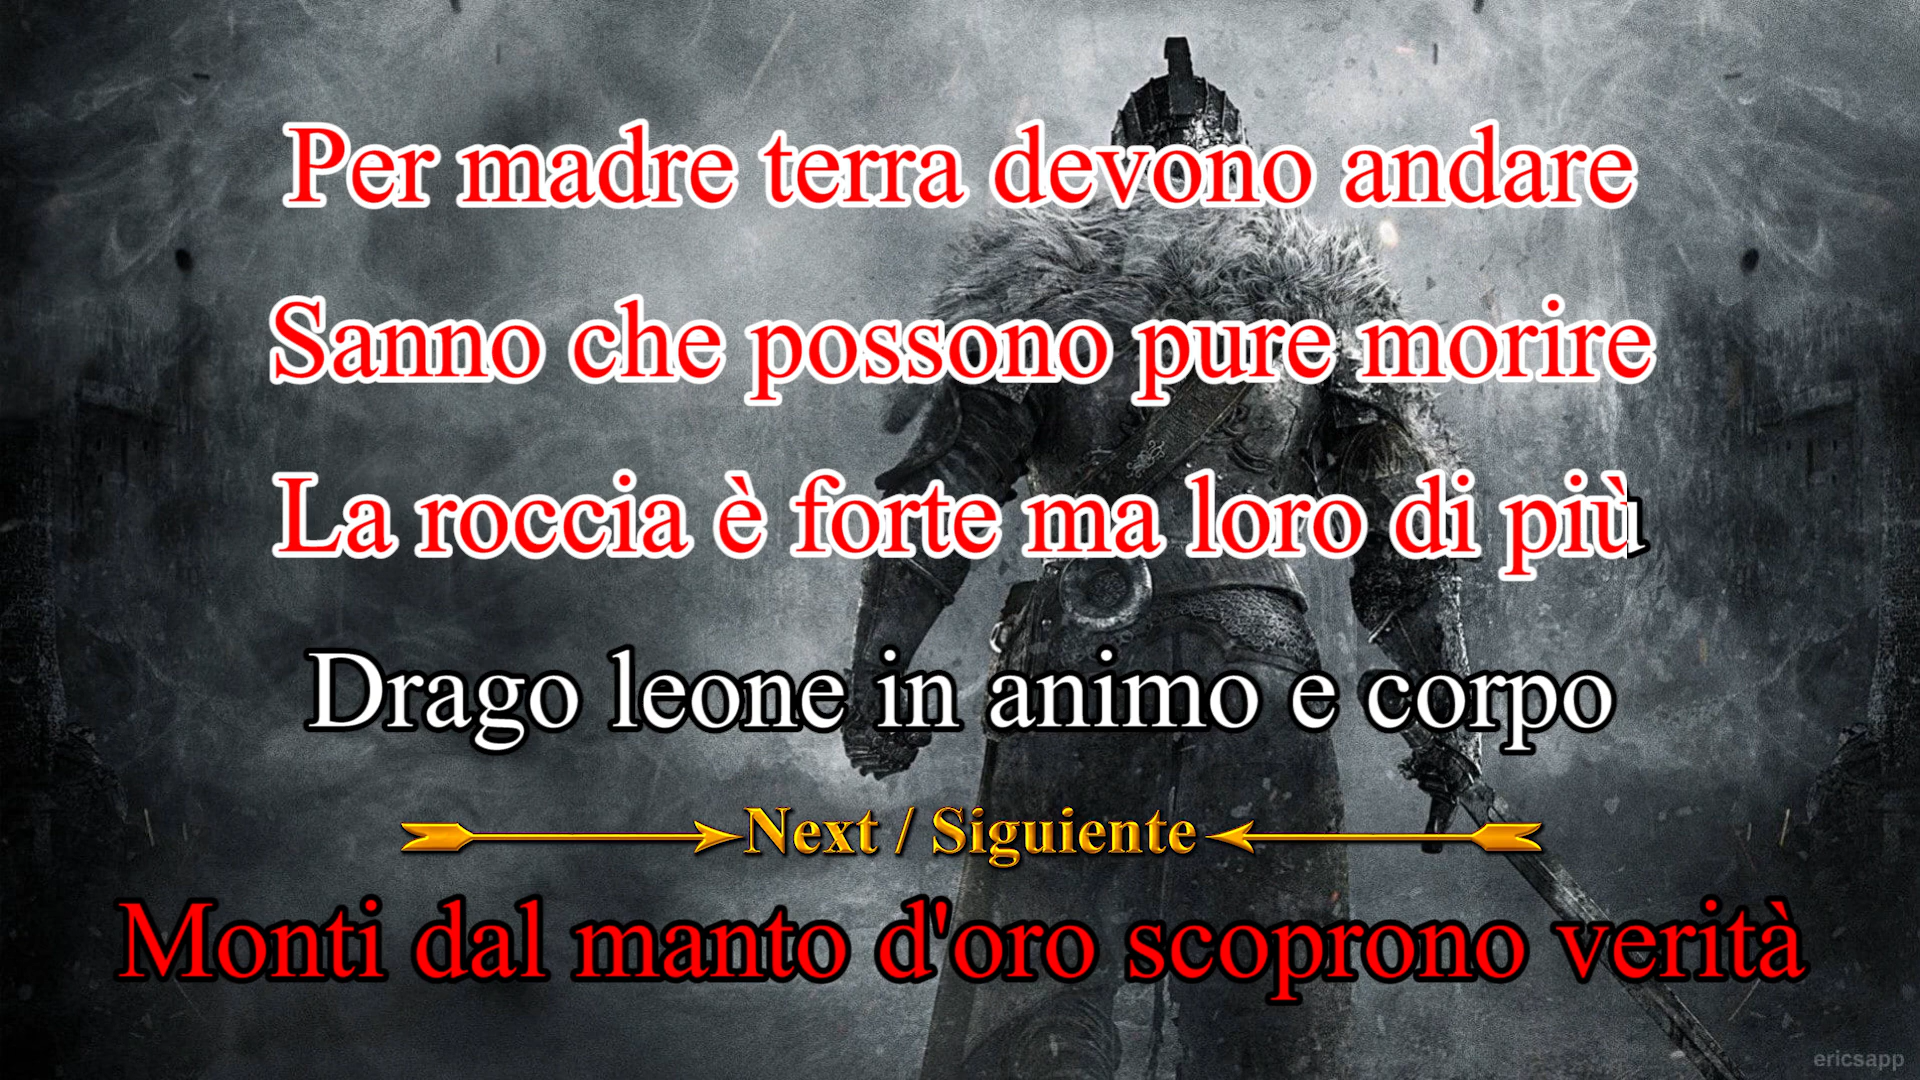 Per madre terra devono andare
Sanno che possono pure morire
La roccia è forte ma loro di più
Drago leone in animo e corpo
Next / Siguiente
Monti dal manto d'oro scoprono verità
ericsapp